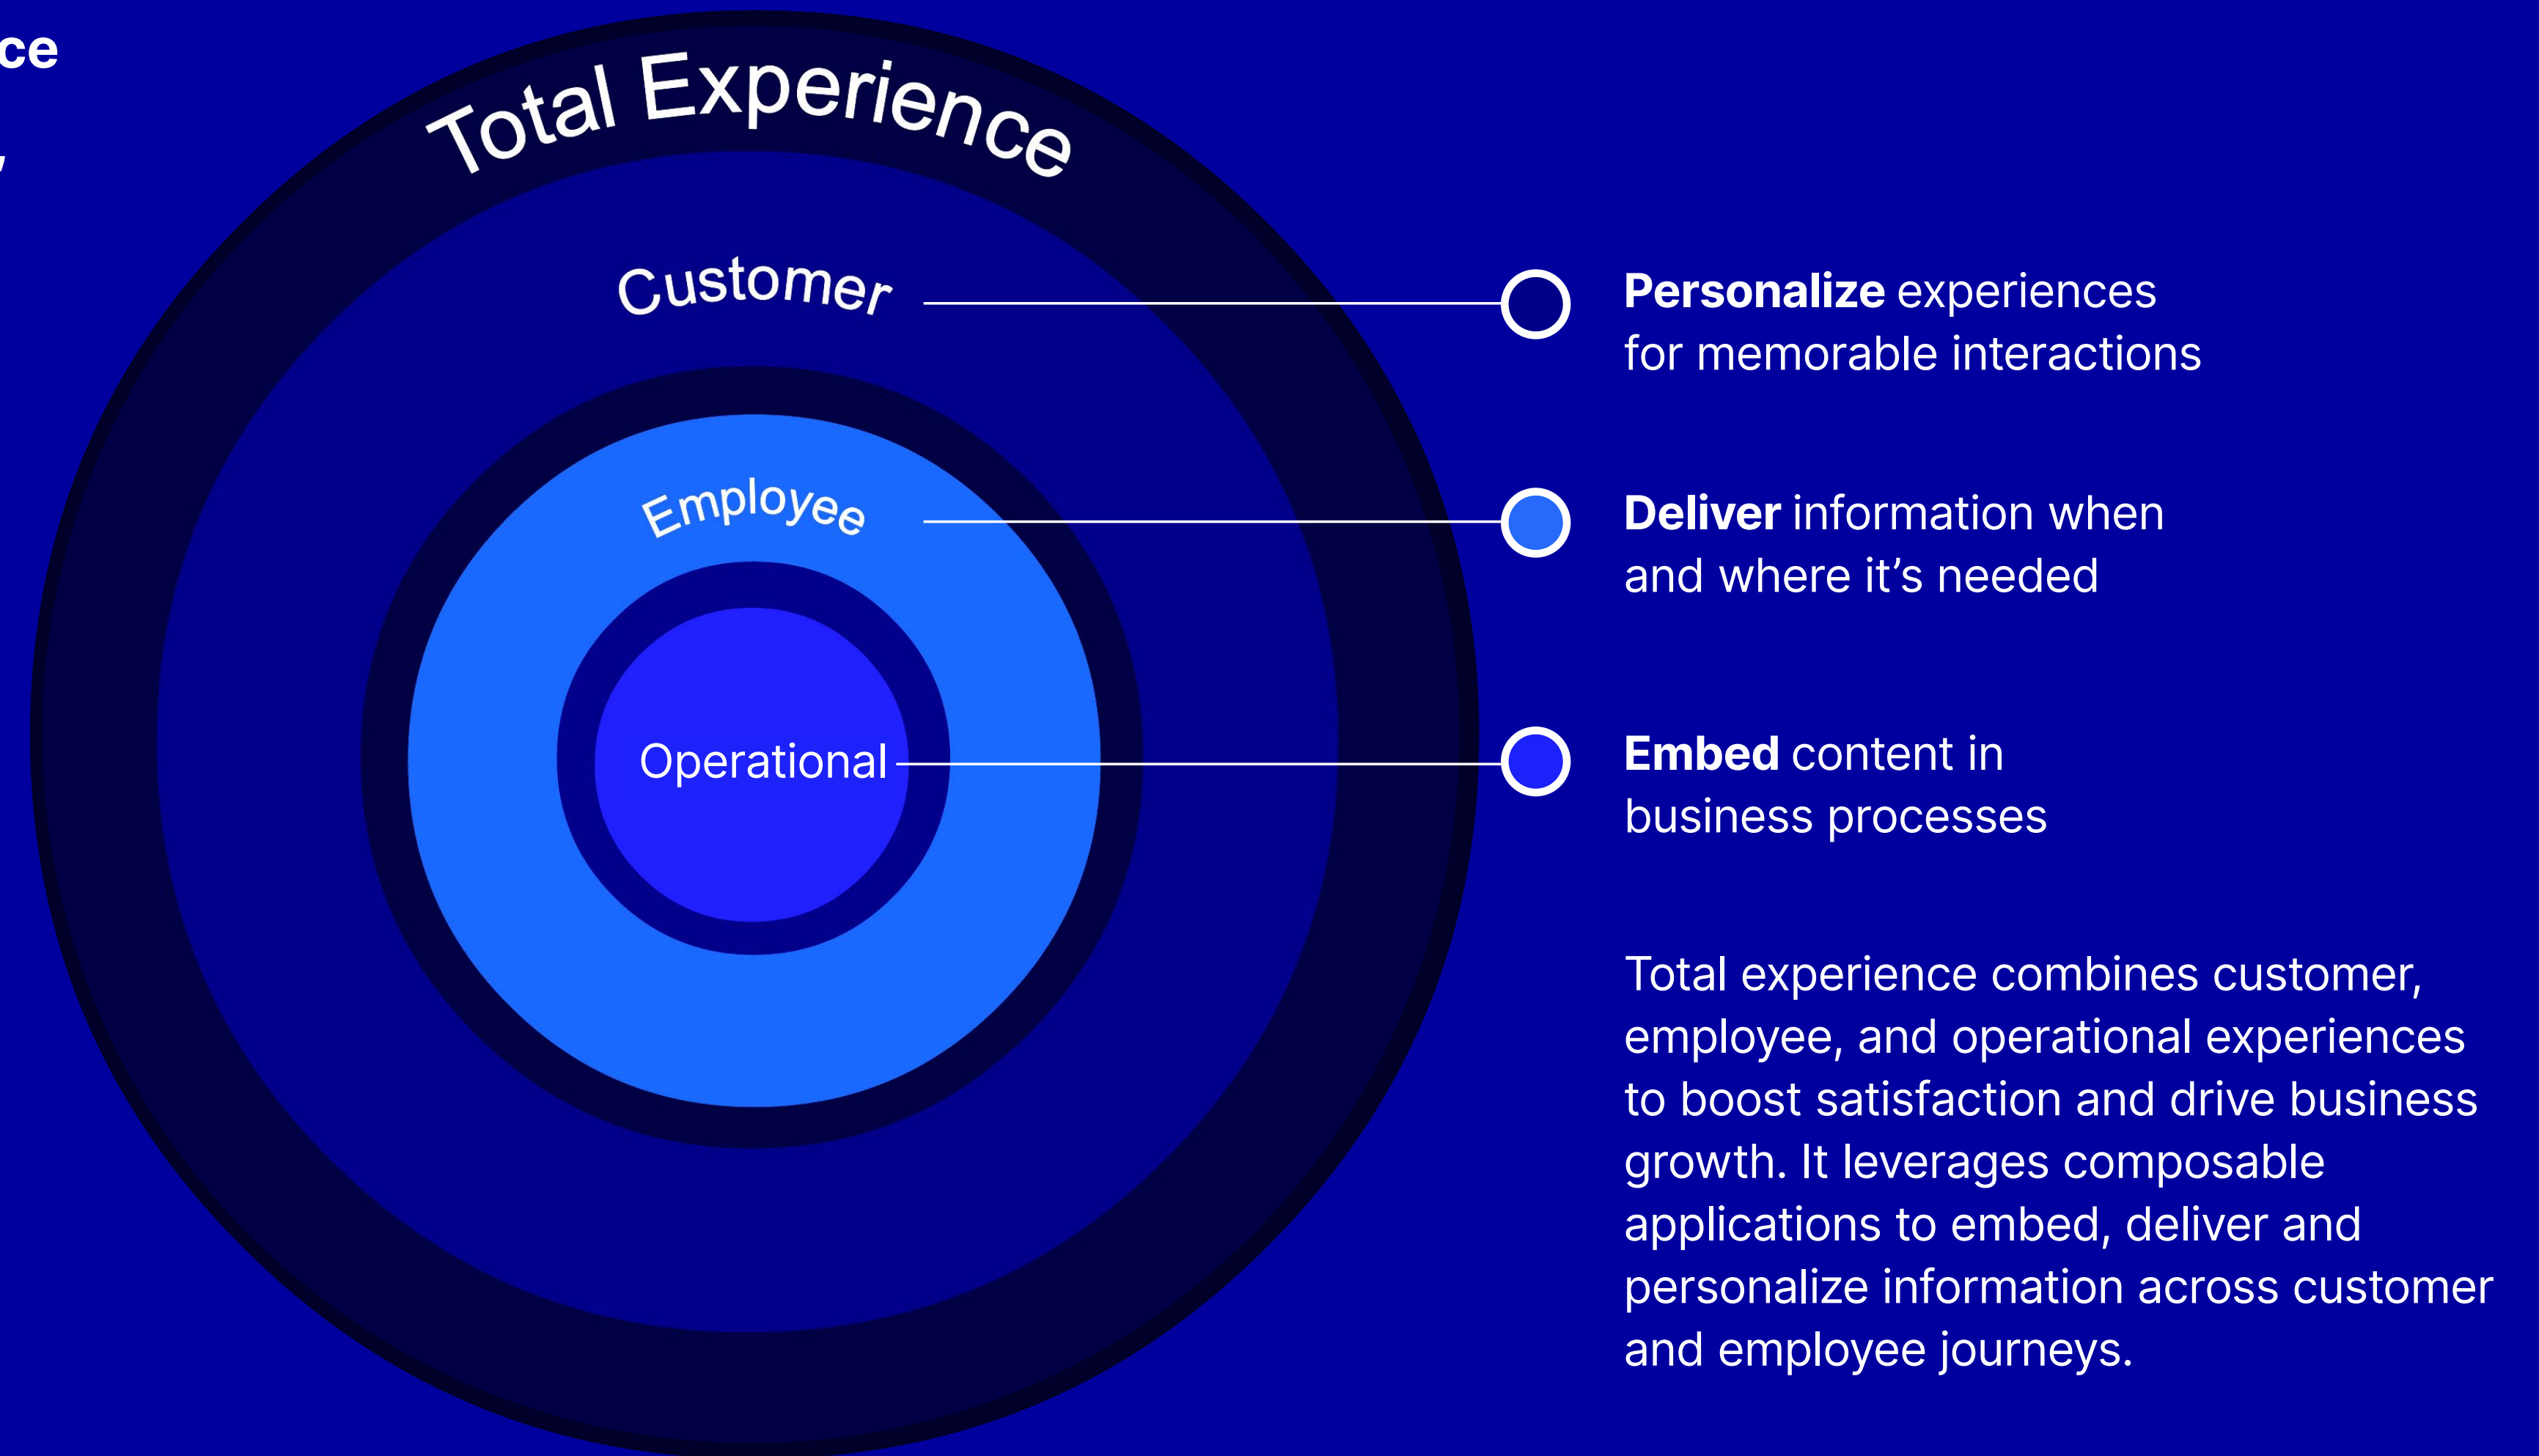 ce
,
Total Experience
Customer
Employee
Operational
Personalize experiences
for memorable interactions
Deliver information when
and where it’s needed
Embed content in
business processes
Total experience combines customer,
employee, and operational experiences
to boost satisfaction and drive business
growth. It leverages composable
applications to embed, deliver and
personalize information across customer
and employee journeys.